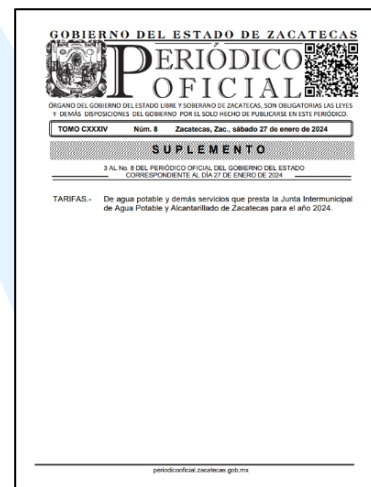 GOBIERNO DEL ESTADO DE ZACATECAS
PERIÓDICO
OFICIAL
ÓRGANO DEL GOBIERNO DEL ESTADO LIBRE Y SOBERANO DE ZACATECAS, SON OBLIGATORIAS LAS LEYES
Y DEMÁS DISPOSICIONES DEL GOBIERNO POR EL SOLO HECHO DE PUBLICARSE EN ESTE PERIÓDICO.
TOMO CXXXIV Núm. 8 Zacatecas, Zac., sábado 27 de enero de 2024
SUPLEMENTO
3 AL No. 8 DEL PERIÓDICO OFICIAL DEL GOBIERNO DEL ESTADO
CORRESPONDIENTE AL DÍA 27 DE ENERO DE 2024
TARIFAS.- De agua potable y demás servicios que presta la Junta Intermunicipal
de Agua Potable y Alcantarillado de Zacatecas para el año 2024.
periodicooficial.zacatecas.gob.mx